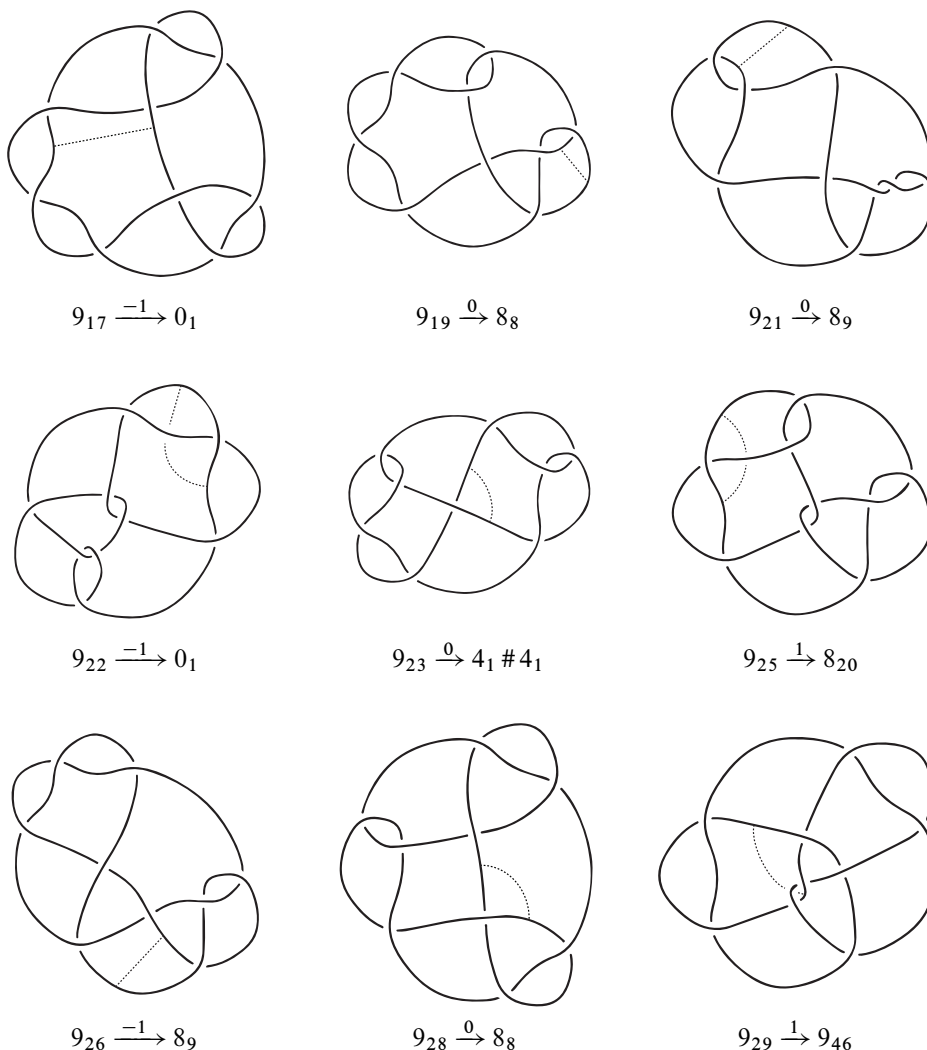 9₁₇ —−1→ 0₁ 9₁₉ —0→ 8₈ 9₂₁ —0→ 8₉
9₂₂ —−1→ 0₁ 9₂₃ —0→ 4₁ # 4₁ 9₂₅ —1→ 8₂₀
9₂₆ —−1→ 8₉ 9₂₈ —0→ 8₈ 9₂₉ —1→ 9₄₆